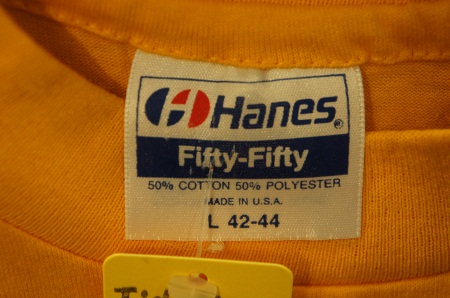 Hanes®
Fifty-Fifty
50% COTTON 50% POLYESTER
MADE IN U.S.A.
L 42-44